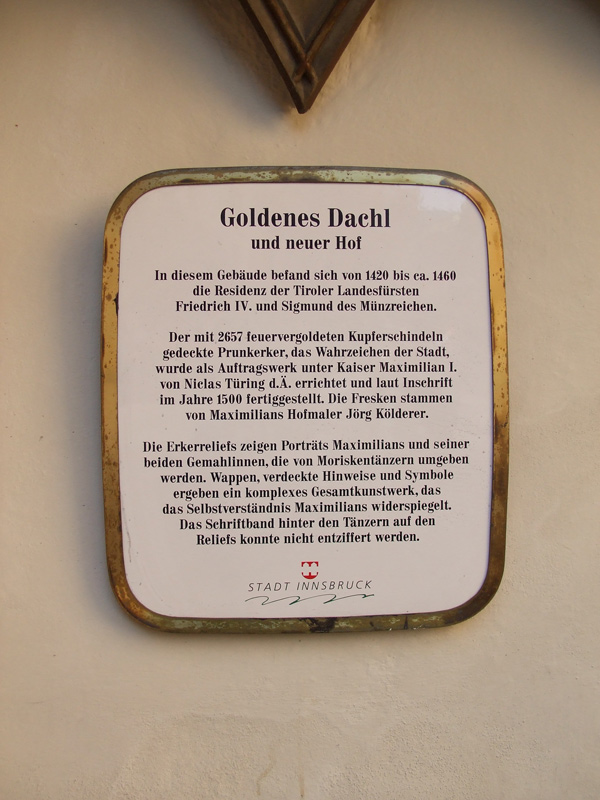 Goldenes Dachl
und neuer Hof
In diesem Gebäude befand sich von 1420 bis ca. 1460
die Residenz der Tiroler Landesfürsten
Friedrich IV. und Sigmund des Münzreichen.
Der mit 2657 feuervergoldeten Kupferschindeln
gedeckte Prunkerker, das Wahrzeichen der Stadt,
wurde als Auftragswerk unter Kaiser Maximilian I.
von Niclas Türing d.Ä. errichtet und laut Inschrift
im Jahre 1500 fertiggestellt. Die Fresken stammen
von Maximilians Hofmaler Jörg Kölderer.
Die Erkerreliefs zeigen Porträts Maximilians und seiner
beiden Gemahlinnen, die von Moriskentänzern umgeben
werden. Wappen, verdeckte Hinweise und Symbole
ergeben ein komplexes Gesamtkunstwerk, das
das Selbstverständnis Maximilians widerspiegelt.
Das Schriftband hinter den Tänzern auf den
Reliefs konnte nicht entziffert werden.
STADT INNSBRUCK